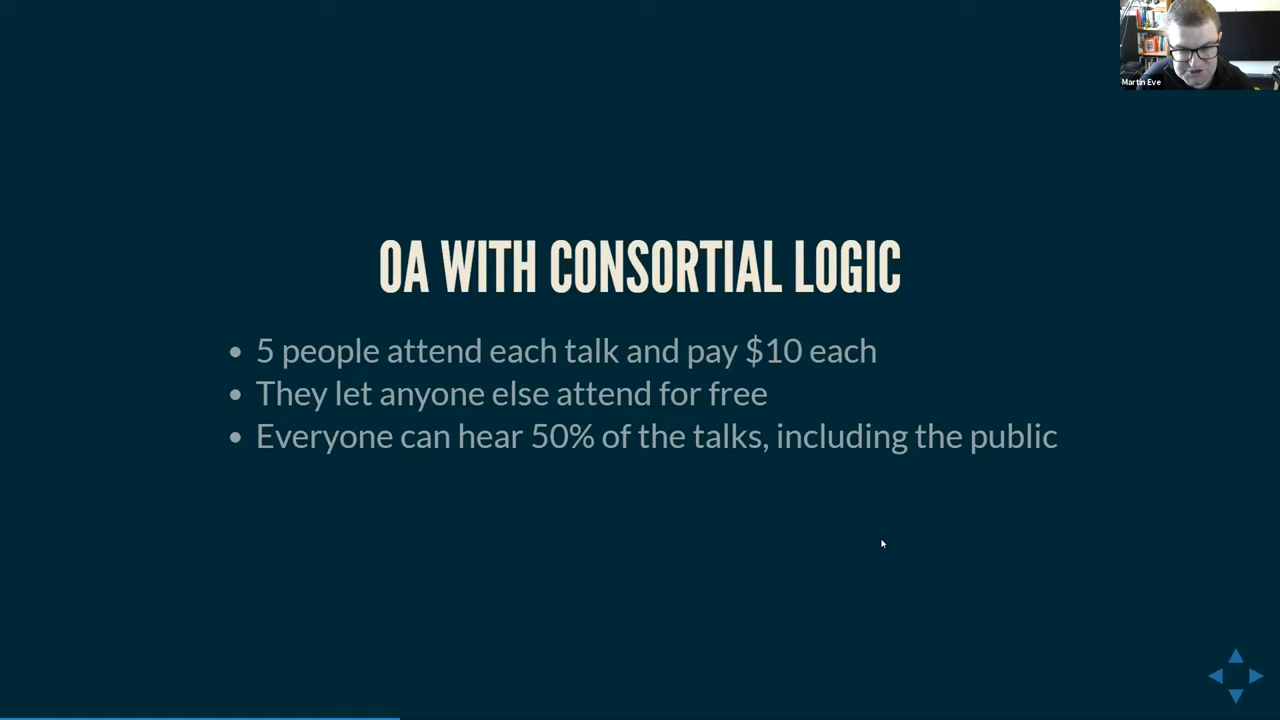 Martin Eve
OA WITH CONSORTIAL LOGIC
• 5 people attend each talk and pay $10 each
• They let anyone else attend for free
• Everyone can hear 50% of the talks, including the public